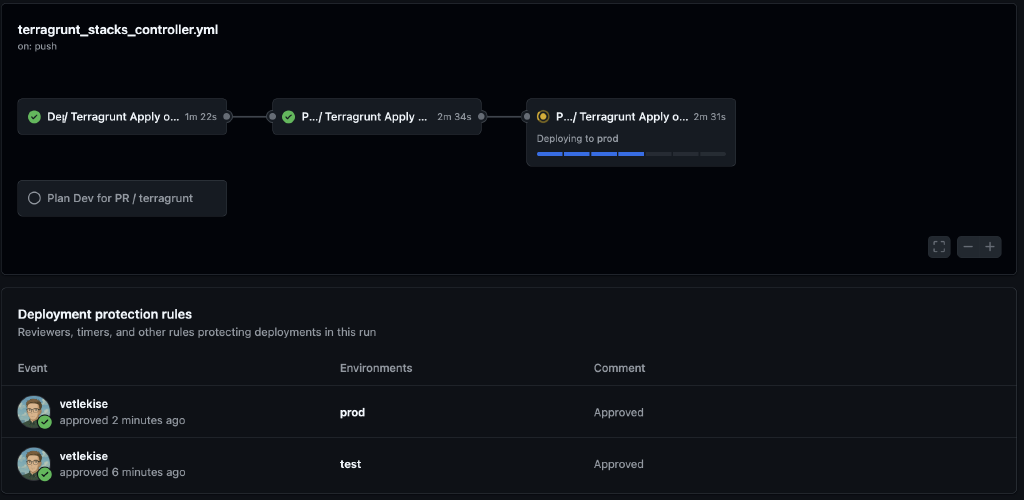 terragrunt_stacks_controller.yml
on: push
De/ Terragrunt Apply o... 1m 22s
P.../ Terragrunt Apply ... 2m 34s
P.../ Terragrunt Apply o... 2m 31s
Deploying to prod
Plan Dev for PR / terragrunt
Deployment protection rules
Reviewers, timers, and other rules protecting deployments in this run
Event Environments Comment
vetlekise
approved 2 minutes ago
prod
Approved
vetlekise
approved 6 minutes ago
test
Approved